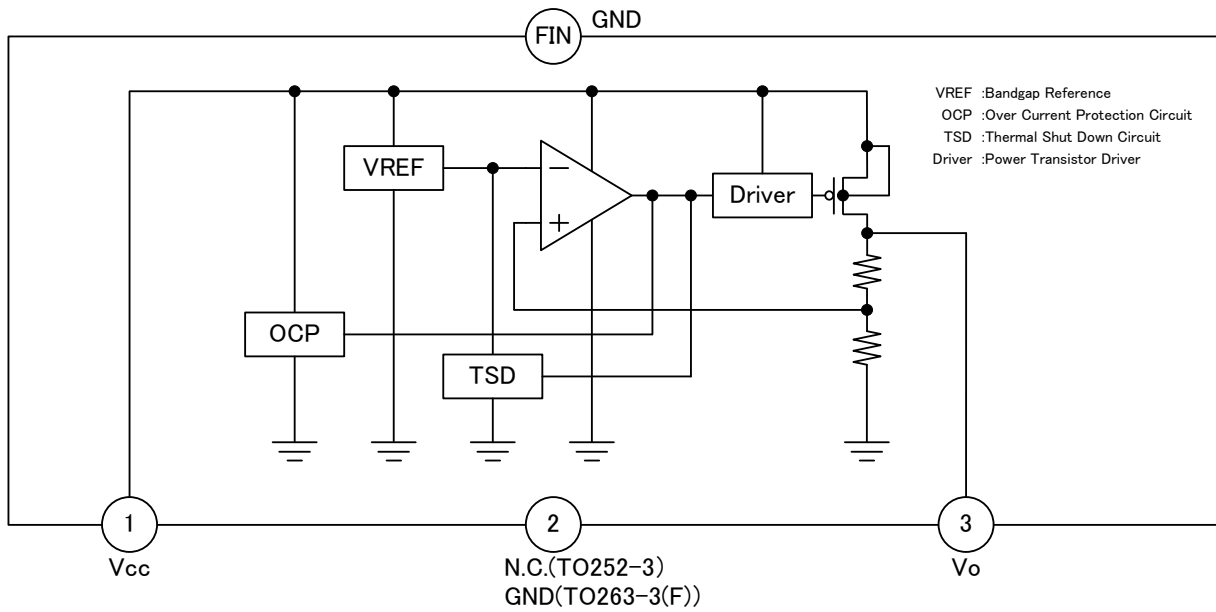 FIN GND
VREF :Bandgap Reference
OCP :Over Current Protection Circuit
TSD :Thermal Shut Down Circuit
Driver :Power Transistor Driver
VREF
−
+
Driver
OCP
TSD
1
2
3
Vcc
N.C.(TO252-3)
GND(TO263-3(F))
Vo